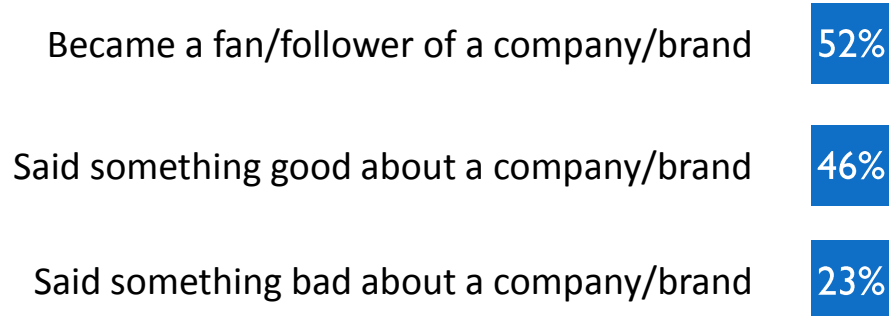 Became a fan/follower of a company/brand 52%
Said something good about a company/brand 46%
Said something bad about a company/brand 23%